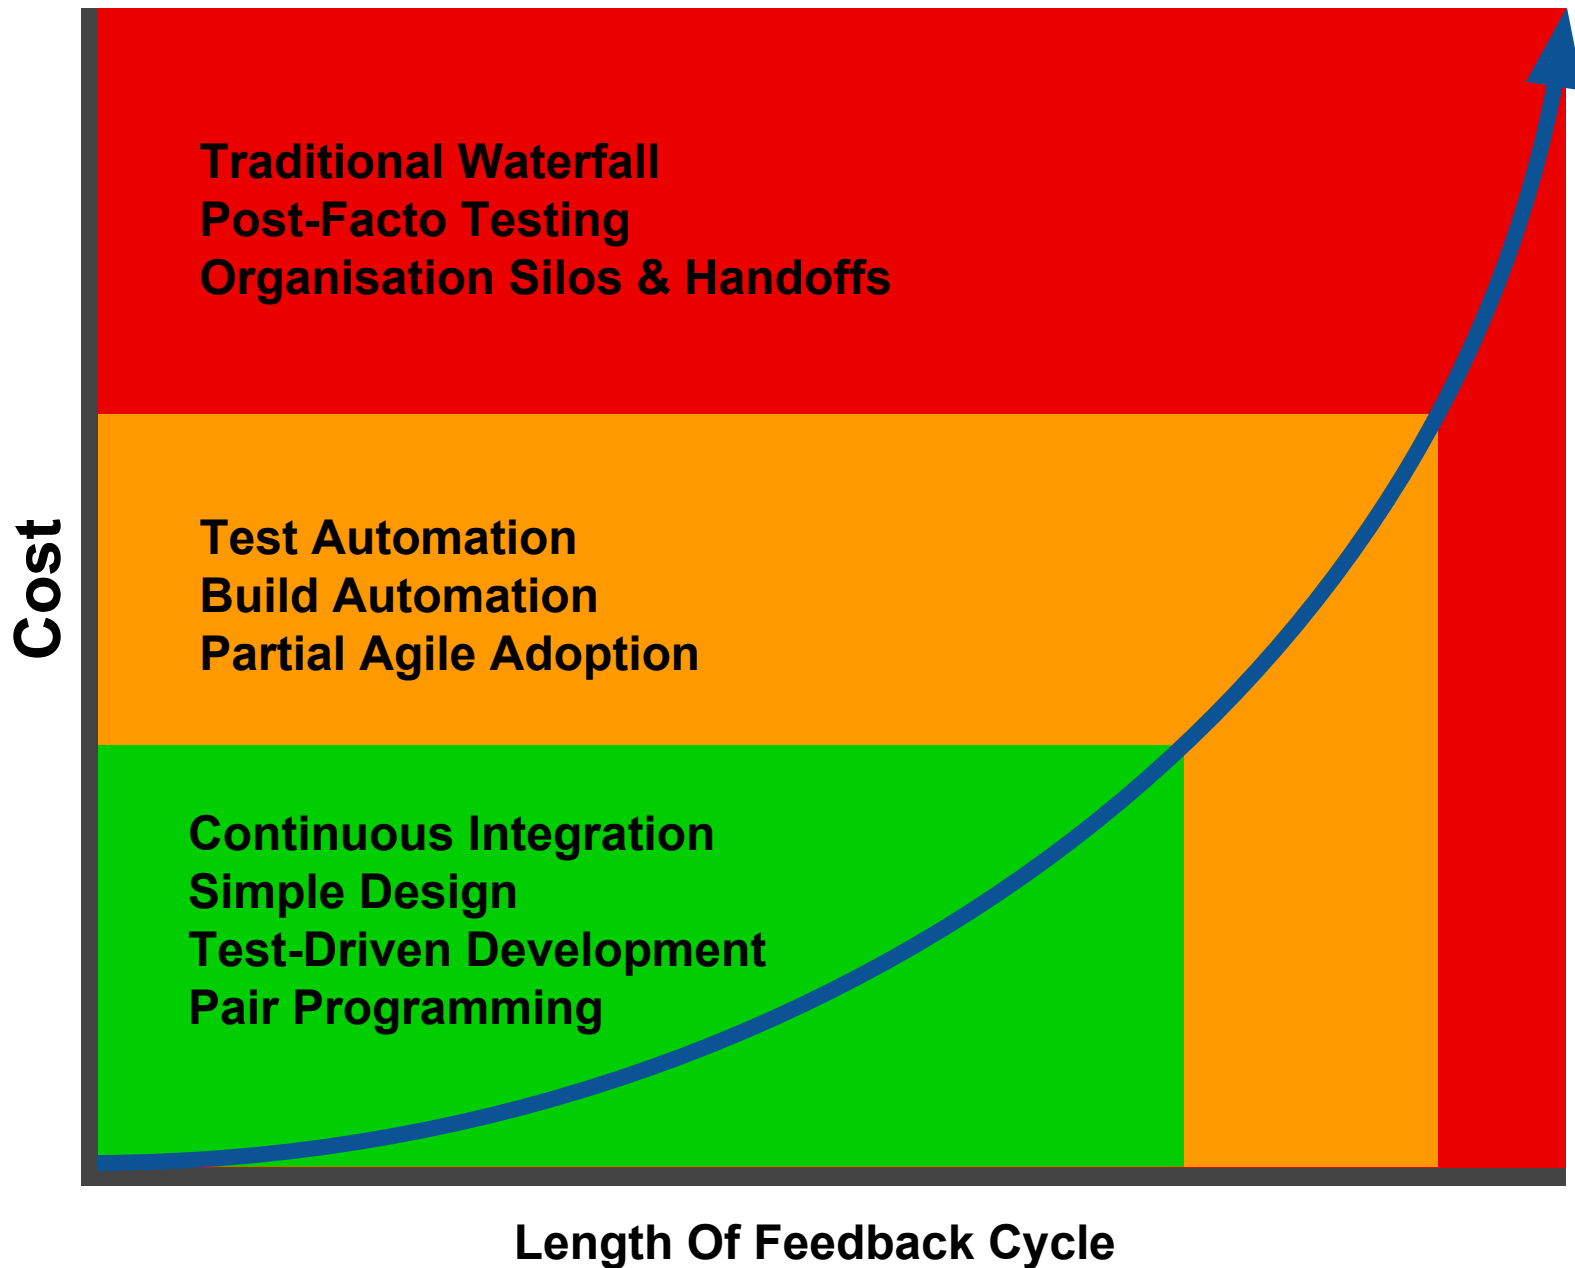 Traditional Waterfall
Post-Facto Testing
Organisation Silos & Handoffs
Test Automation
Build Automation
Partial Agile Adoption
Cost
Continuous Integration
Simple Design
Test-Driven Development
Pair Programming
Length Of Feedback Cycle